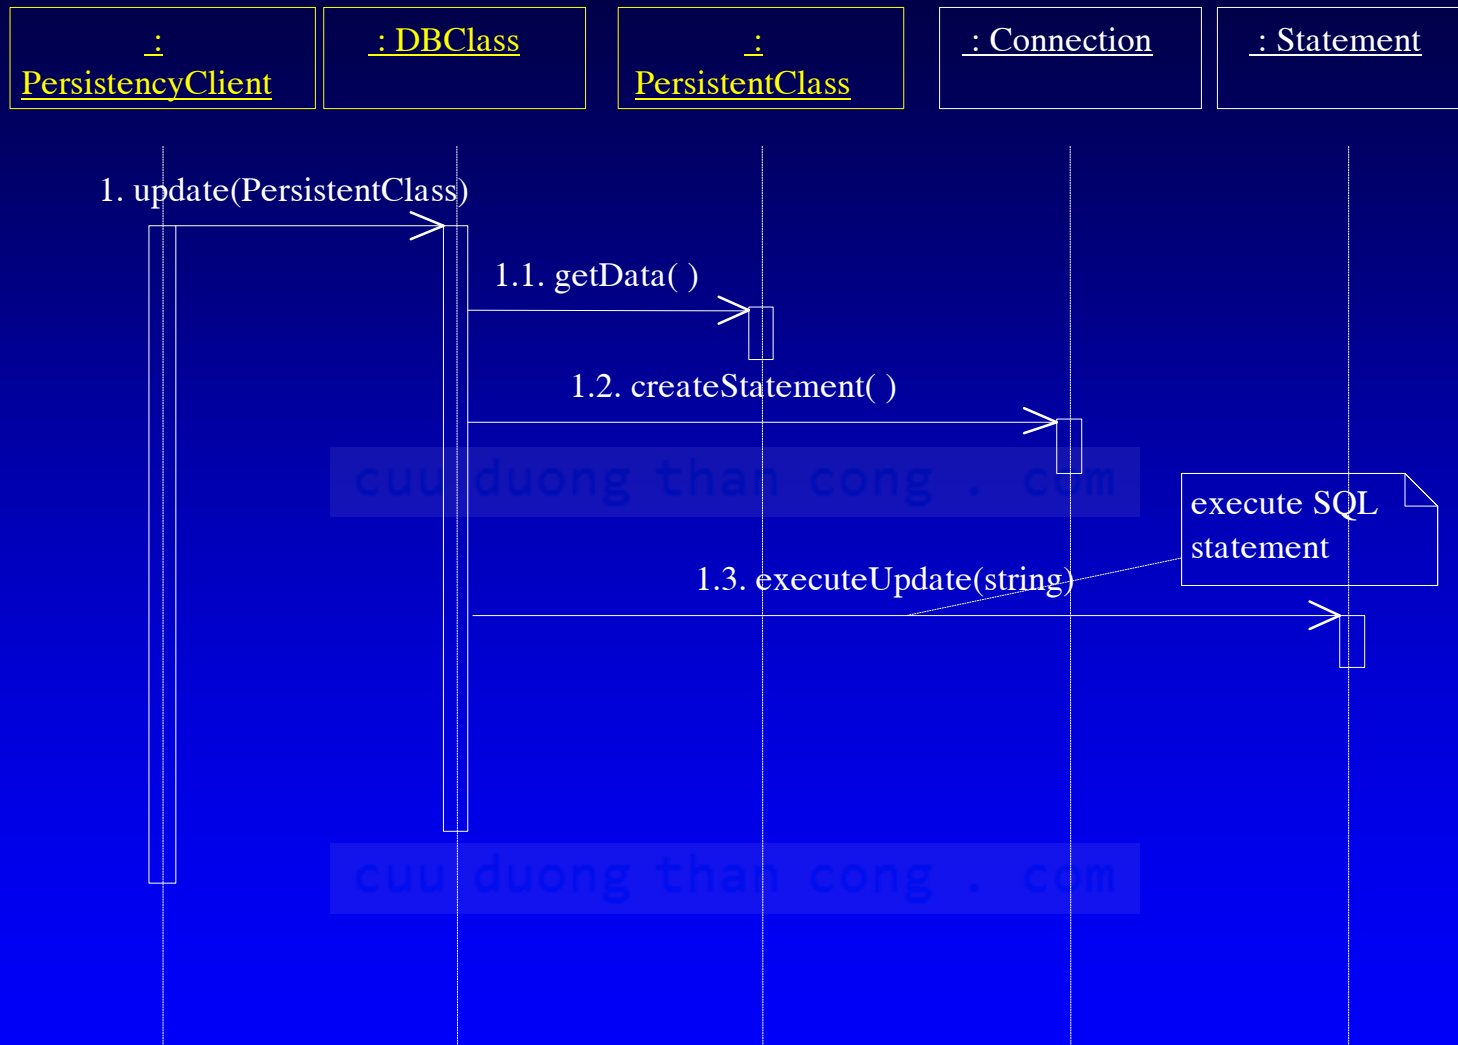 :
PersistencyClient
: DBClass
:
PersistentClass
: Connection
: Statement
1. update(PersistentClass)
1.1. getData( )
1.2. createStatement( )
cuu duong than cong . com
execute SQL
statement
1.3. executeUpdate(string)
cuu duong than cong . com